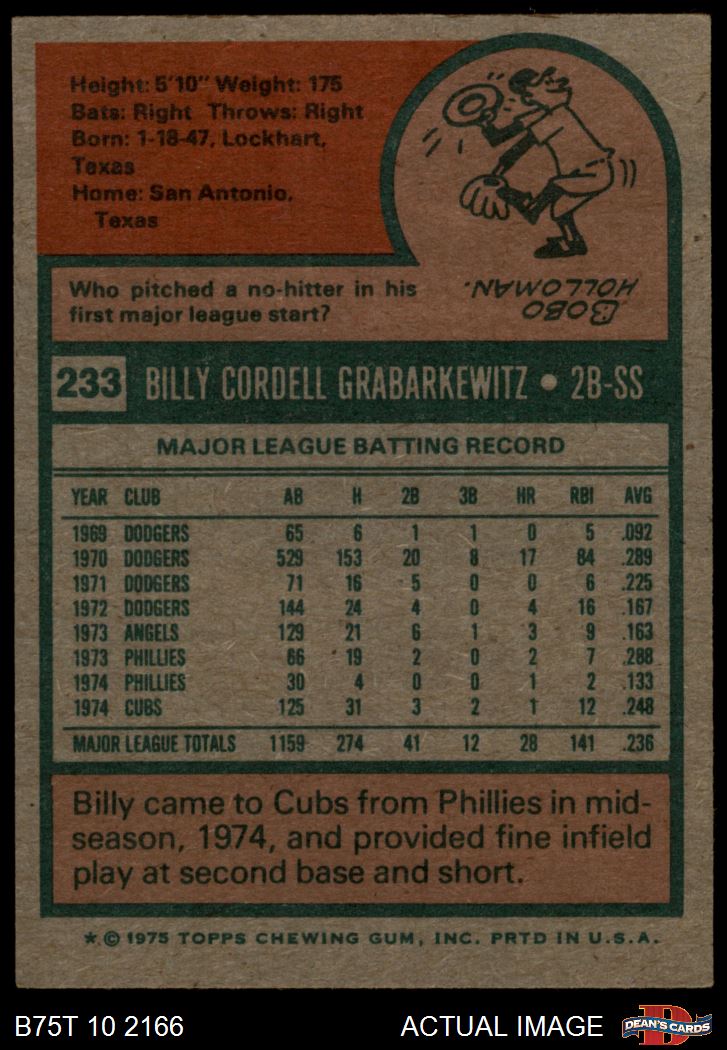 Height: 5'10" Weight: 175
Bats: Right Throws: Right
Born: 1-18-47, Lockhart,
Texas
Home: San Antonio,
Texas
Who pitched a no-hitter in his
first major league start?
BOBO
HOLLOMAN.
233 BILLY CORDELL GRABARKEWITZ • 2B-SS
MAJOR LEAGUE BATTING RECORD
YEAR CLUB AB H 2B 3B HR RBI AVG
1969 DODGERS 65 6 1 1 0 5 .092
1970 DODGERS 529 153 20 8 17 84 .289
1971 DODGERS 71 16 5 0 0 6 .225
1972 DODGERS 144 24 4 0 4 16 .167
1973 ANGELS 129 21 6 1 3 9 .163
1973 PHILLIES 66 19 2 0 2 7 .288
1974 PHILLIES 30 4 0 0 1 2 .133
1974 CUBS 125 31 3 2 1 12 .248
MAJOR LEAGUE TOTALS 1159 274 41 12 28 141 .236
Billy came to Cubs from Phillies in mid-
season, 1974, and provided fine infield
play at second base and short.
* © 1975 TOPPS CHEWING GUM, INC. PRTD IN U.S.A.
B75T 10 2166 ACTUAL IMAGE D DEAN'S CARDS